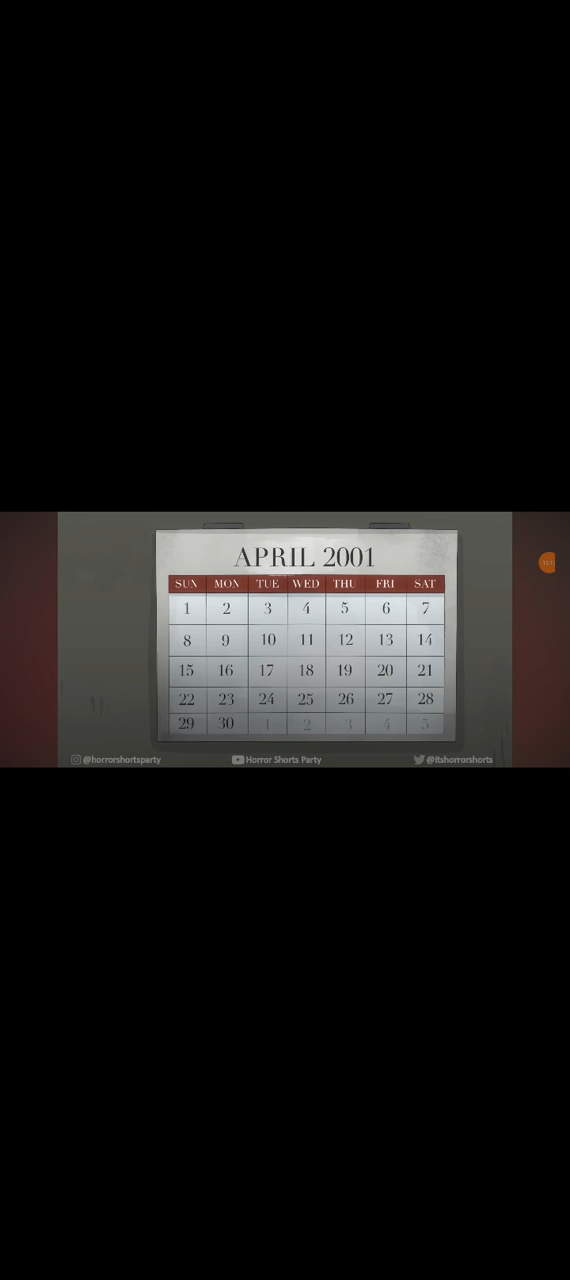 APRIL 2001
SUN MON TUE WED THU FRI SAT
1 2 3 4 5 6 7
8 9 10 11 12 13 14
15 16 17 18 19 20 21
22 23 24 25 26 27 28
29 30 1 2 3 4 5
@horrorshortsparty Horror Shorts Party @itshorrorshorts